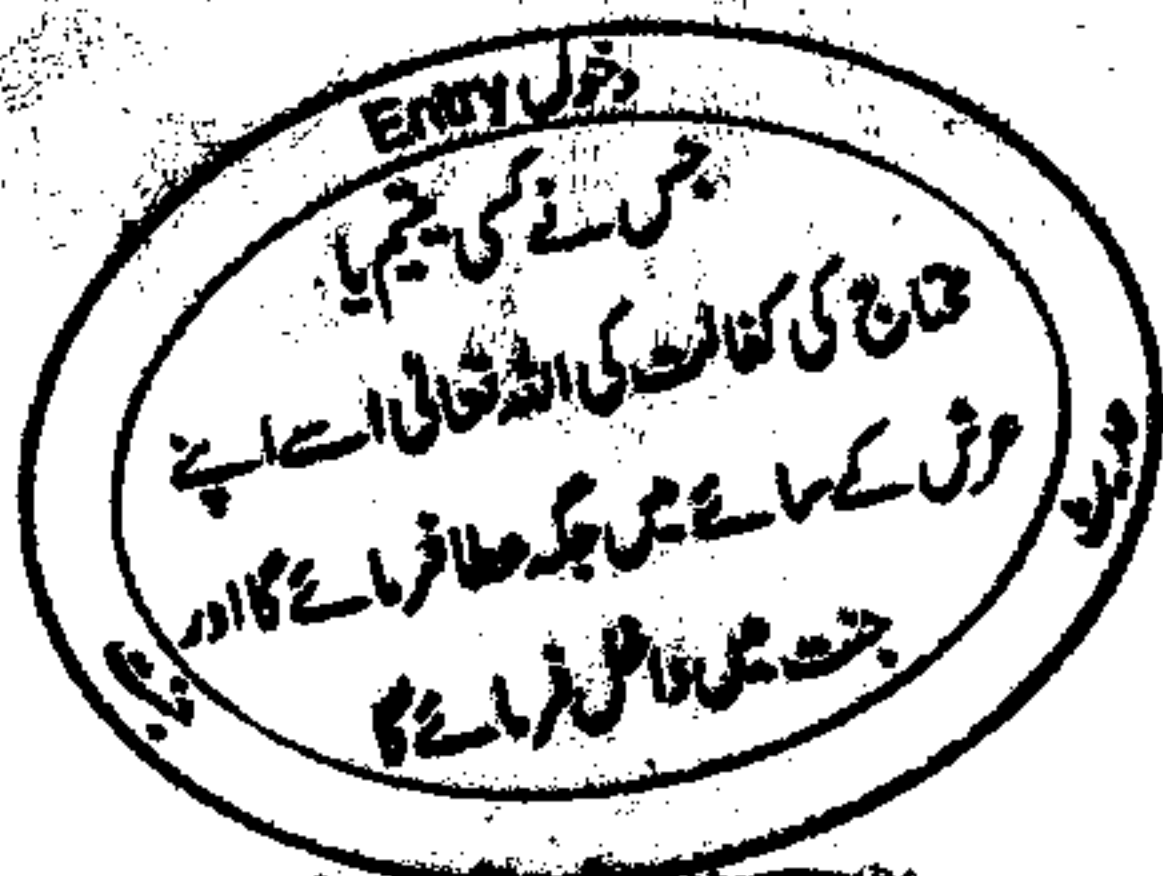 دخول Entry
جس نے کسی یتیم یا
محتاج کی کفالت کی اللہ تعالٰی اسے اپنے
عرش کے سائے میں جگہ عطا فرمائے گا اور
جنت میں داخل فرمائے گا